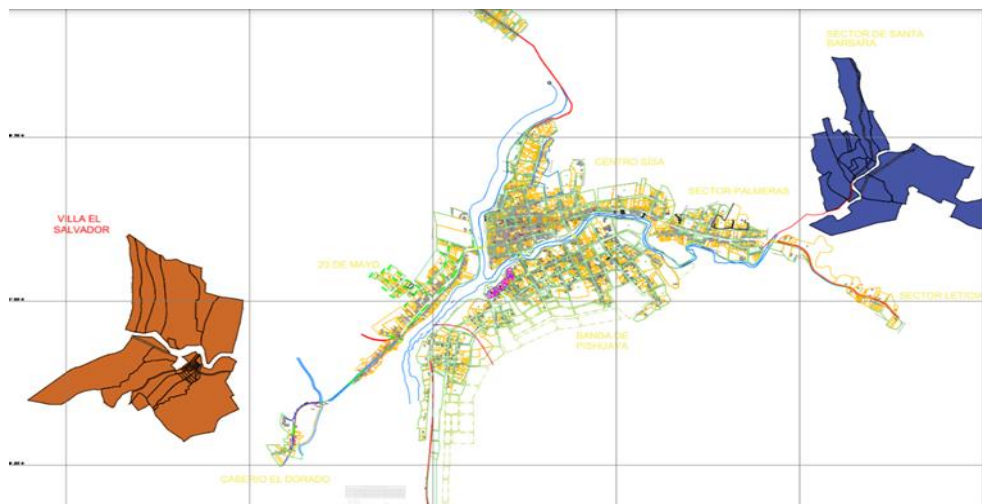 SECTOR DE SANTA
BARBARA
CENTRO SISA
SECTOR PALMERAS
VILLA EL
SALVADOR
20 DE MAYO
SECTOR LETICIA
BANDA DE
PISHUAYA
CASERIO EL DORADO